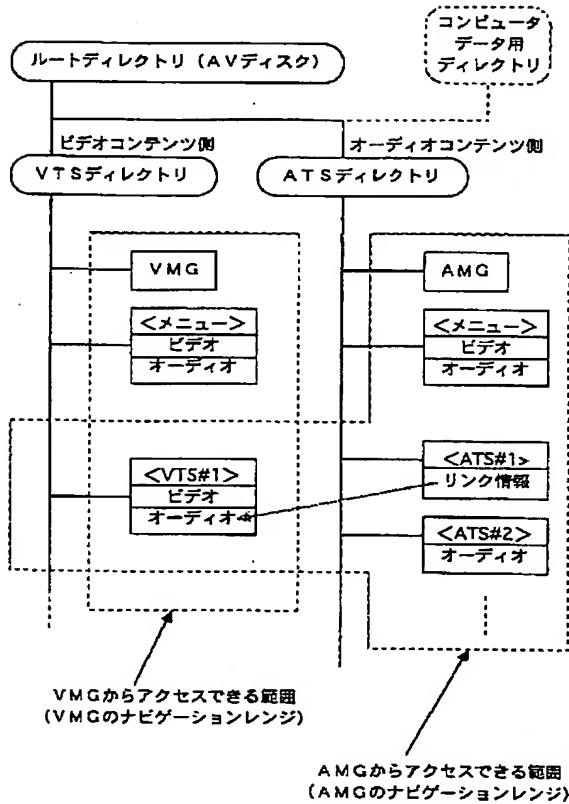 コンピュータ
データ用
ディレクトリ
ルートディレクトリ（AVディスク）
ビデオコンテンツ側
オーディオコンテンツ側
VTSディレクトリ
ATSディレクトリ
VMG
AMG
＜メニュー＞
ビデオ
オーディオ
＜メニュー＞
ビデオ
オーディオ
＜VTS#1＞
ビデオ
オーディオ
＜ATS#1＞
リンク情報
＜ATS#2＞
オーディオ
VMGからアクセスできる範囲
（VMGのナビゲーションレンジ）
AMGからアクセスできる範囲
（AMGのナビゲーションレンジ）